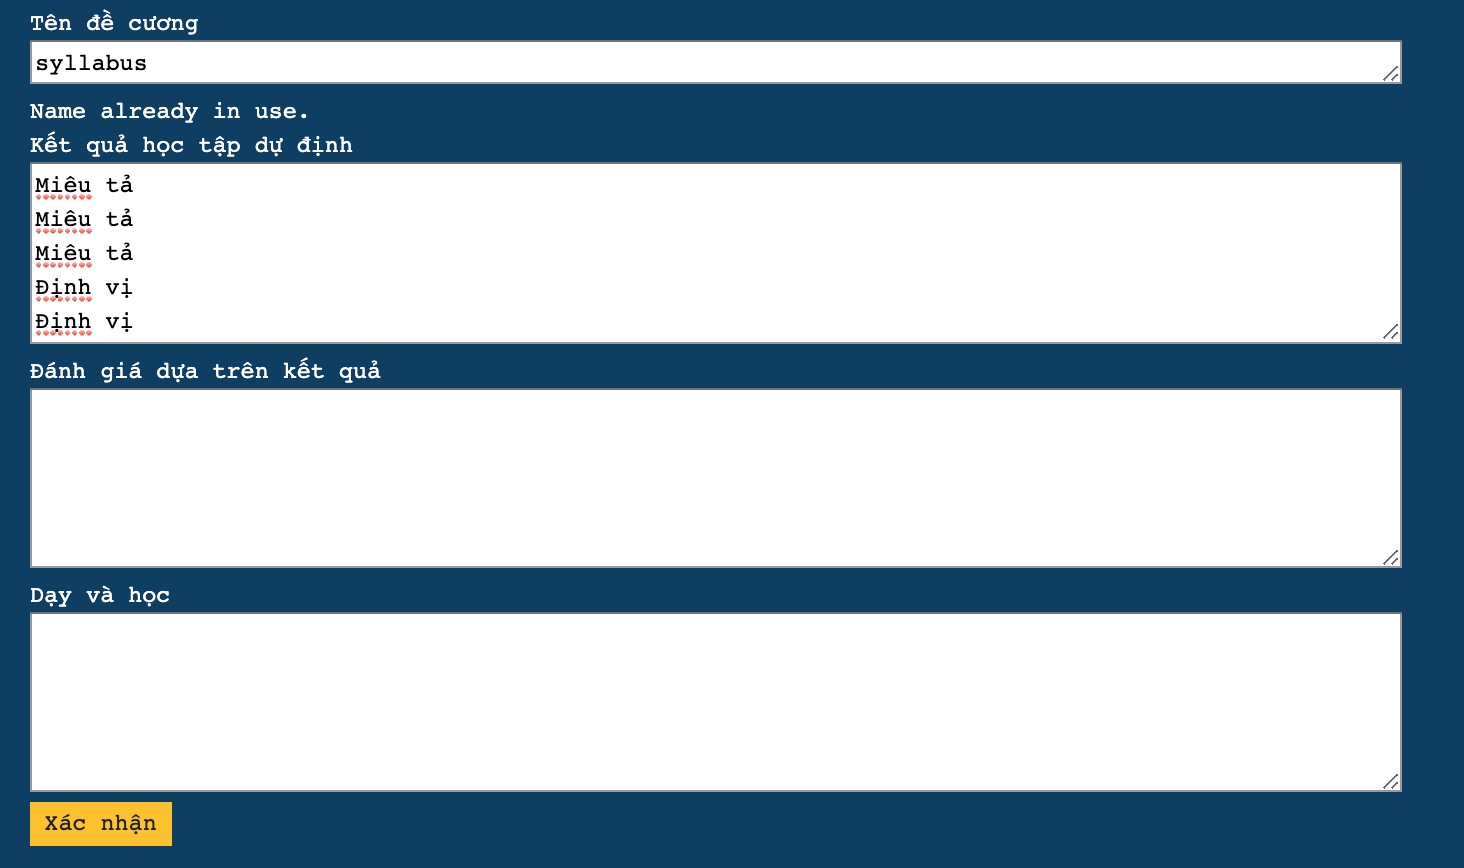 Tên đề cương
syllabus
Name already in use.
Kết quả học tập dự định
Miêu tả
Miêu tả
Miêu tả
Định vị
Định vị
Đánh giá dựa trên kết quả
Dạy và học
Xác nhận